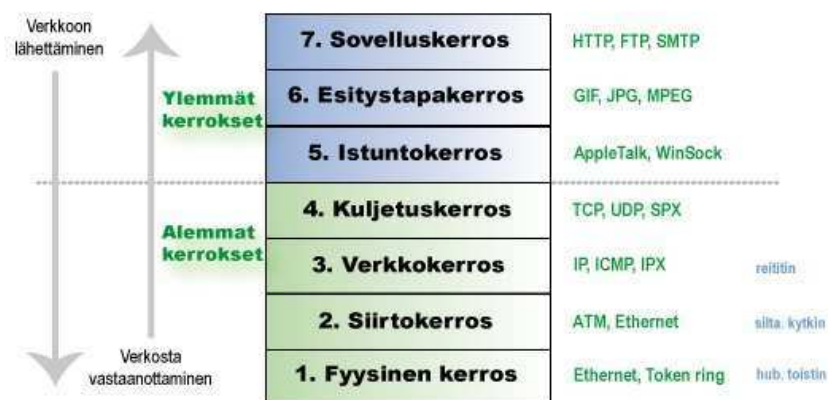 Verkkoon
lähettäminen
7. Sovelluskerros
HTTP, FTP, SMTP
Ylemmät
kerrokset
6. Esitystapakerros
GIF, JPG, MPEG
5. Istuntokerros
AppleTalk, WinSock
4. Kuljetuskerros
TCP, UDP, SPX
Alemmat
kerrokset
3. Verkkokerros
IP, ICMP, IPX
reititin
2. Siirtokerros
ATM, Ethernet
silta. kytkin
Verkosta
vastaanottaminen
1. Fyysinen kerros
Ethernet, Token ring
hub. toistin